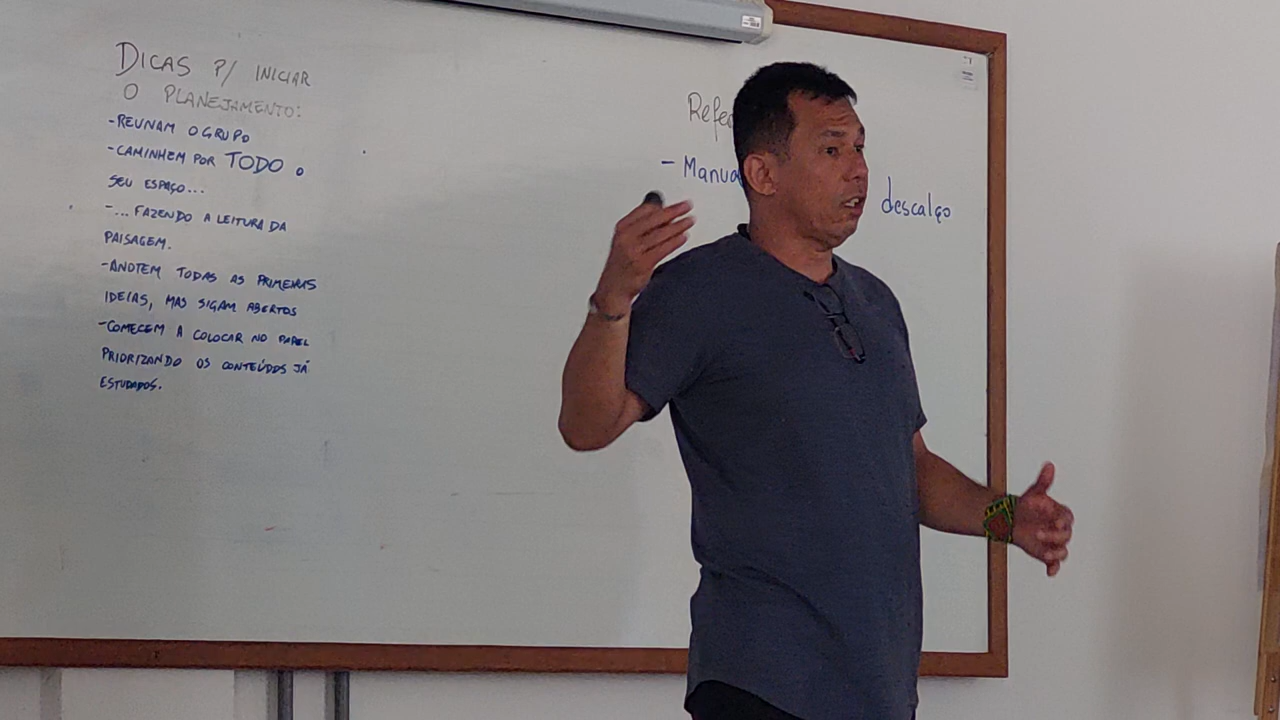 DICAS P/ INICIAR
O PLANEJAMENTO:
-REUNAM O GRUPO
-CAMINHEM POR TODO O
SEU ESPAÇO...
-... FAZENDO A LEITURA DA
PAISAGEM.
-ANOTEM TODAS AS PRIMEIRAS
IDEIAS, MAS SIGAM ABERTOS
-COMECEM A COLOCAR NO PAPEL
PRIORIZANDO OS CONTEÚDOS JÁ
ESTUDADOS.
Refe
- Manua descalço